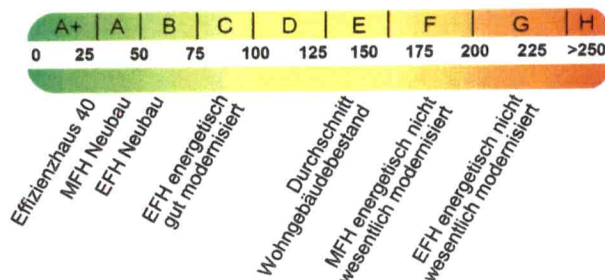 A+ A B C D E F G H
0 25 50 75 100 125 150 175 200 225 >250
Effizienzhaus 40
MFH Neubau
EFH Neubau
EFH energetisch
gut modernisiert
Durchschnitt
Wohngebäudebestand
MFH energetisch nicht
wesentlich modernisiert
EFH energetisch nicht
wesentlich modernisiert